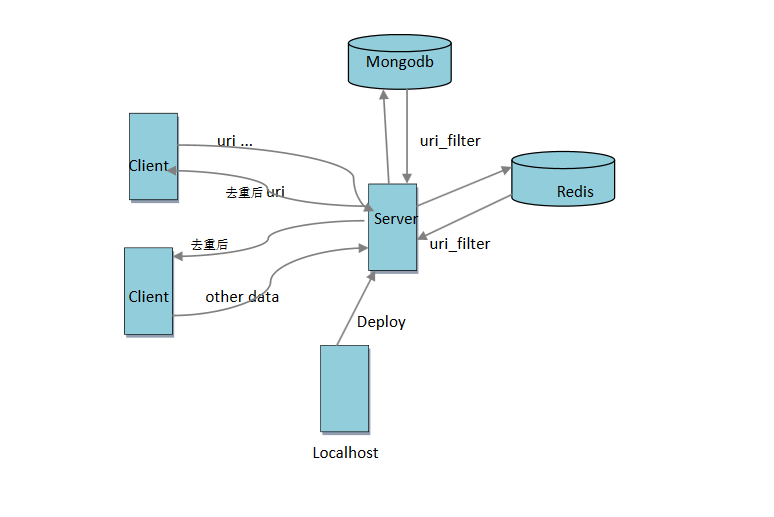 Mongodb
uri ...
uri_filter
Client
去重后 uri
Redis
Server
去重后
uri_filter
Client
other data
Deploy
Localhost